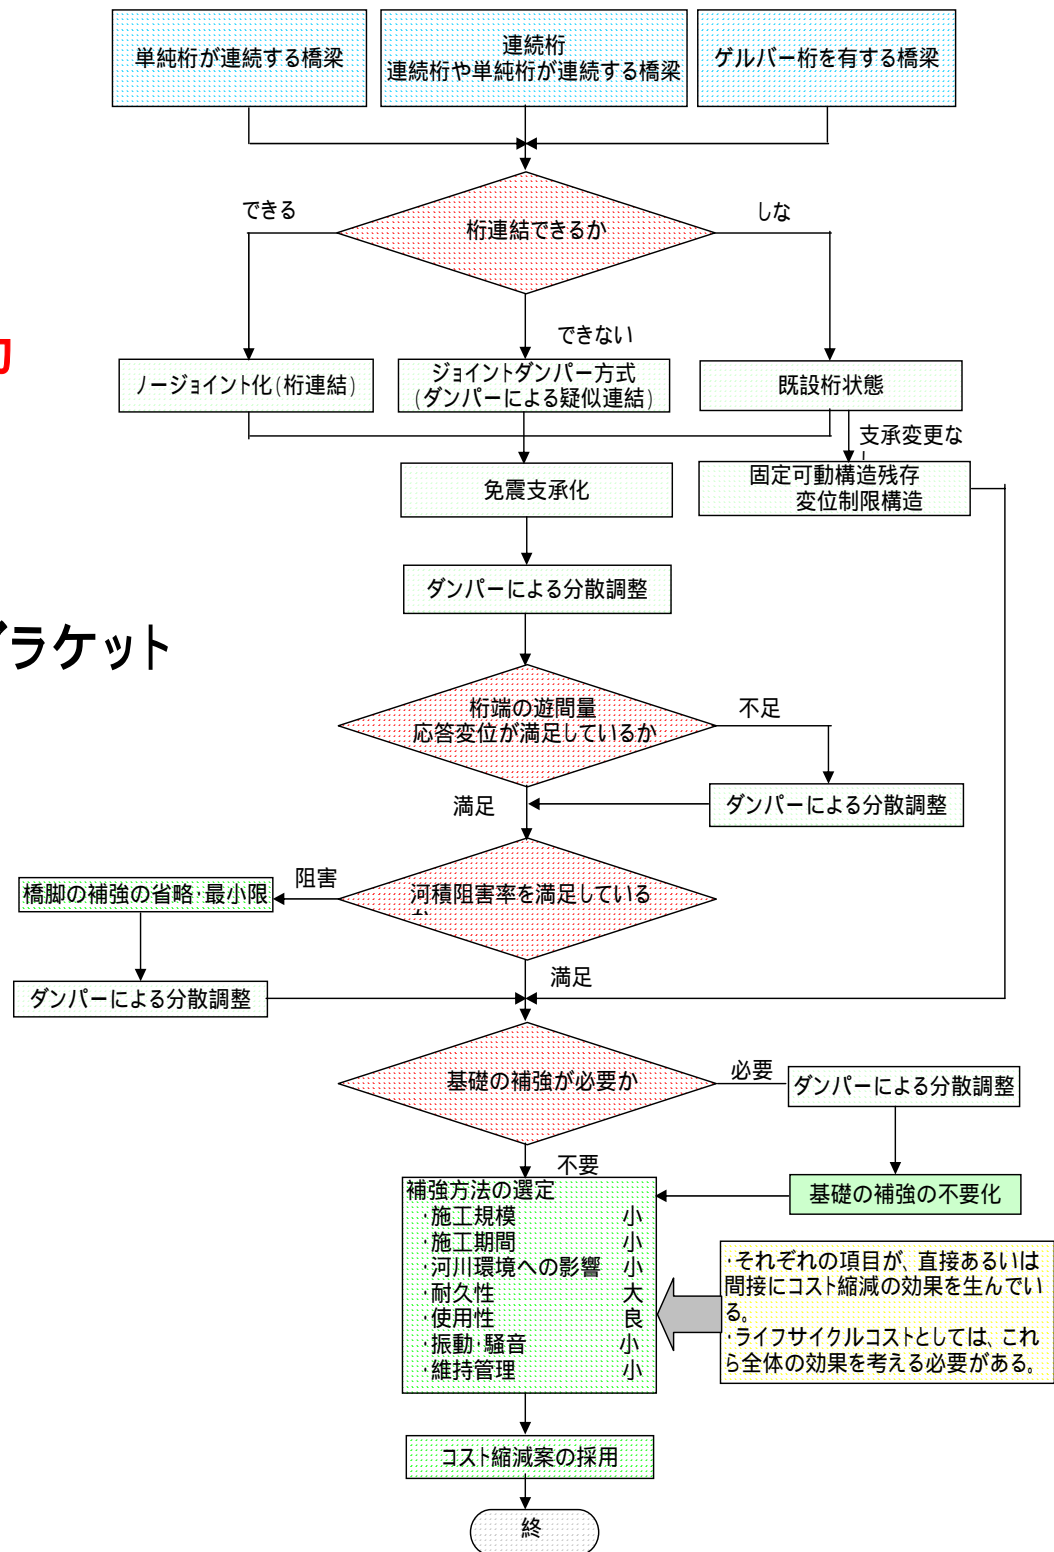 単純桁が連続する橋梁
連続桁
連続桁や単純桁が連続する橋梁
ゲルバー桁を有する橋梁
できる
桁連結できるか
しな
できない
ノージョイント化(桁連結)
ジョイントダンパー方式
(ダンパーによる疑似連結)
既設桁状態
支承変更な
免震支承化
固定可動構造残存
変位制限構造
ダンパーによる分散調整
ブラケット
桁端の遊間量
応答変位が満足しているか
不足
満足
ダンパーによる分散調整
阻害
橋脚の補強の省略・最小限
河積阻害率を満足している
満足
ダンパーによる分散調整
基礎の補強が必要か
必要
ダンパーによる分散調整
不要
基礎の補強の不要化
補強方法の選定
・施工規模 小
・施工期間 小
・河川環境への影響 小
・耐久性 大
・使用性 良
・振動・騒音 小
・維持管理 小
・それぞれの項目が、直接あるいは
間接にコスト縮減の効果を生んでい
る。
・ライフサイクルコストとしては、これ
ら全体の効果を考える必要がある。
コスト縮減案の採用
終